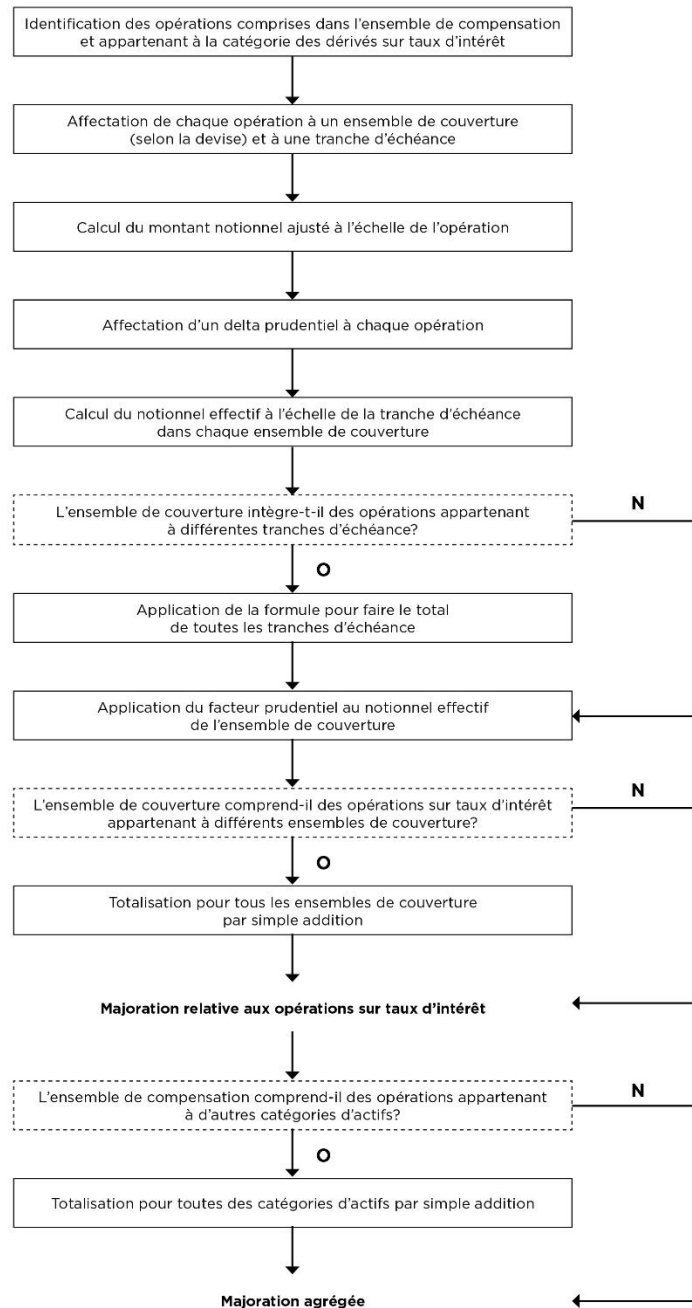 Identification des opérations comprises dans l'ensemble de compensation
et appartenant à la catégorie des dérivés sur taux d'intérêt
Affectation de chaque opération à un ensemble de couverture
(selon la devise) et à une tranche d'échéance
Calcul du montant notionnel ajusté à l'échelle de l'opération
Affectation d'un delta prudentiel à chaque opération
Calcul du notionnel effectif à l'échelle de la tranche d'échéance
dans chaque ensemble de couverture
L'ensemble de couverture intègre-t-il des opérations appartenant
à différentes tranches d'échéance?
N
O
Application de la formule pour faire le total
de toutes les tranches d'échéance
Application du facteur prudentiel au notionnel effectif
de l'ensemble de couverture
L'ensemble de couverture comprend-il des opérations sur taux d'intérêt
appartenant à différents ensembles de couverture?
N
O
Totalisation pour tous les ensembles de couverture
par simple addition
Majoration relative aux opérations sur taux d'intérêt
L'ensemble de compensation comprend-il des opérations appartenant
à d'autres catégories d'actifs?
N
O
Totalisation pour toutes des catégories d'actifs par simple addition
Majoration agrégée